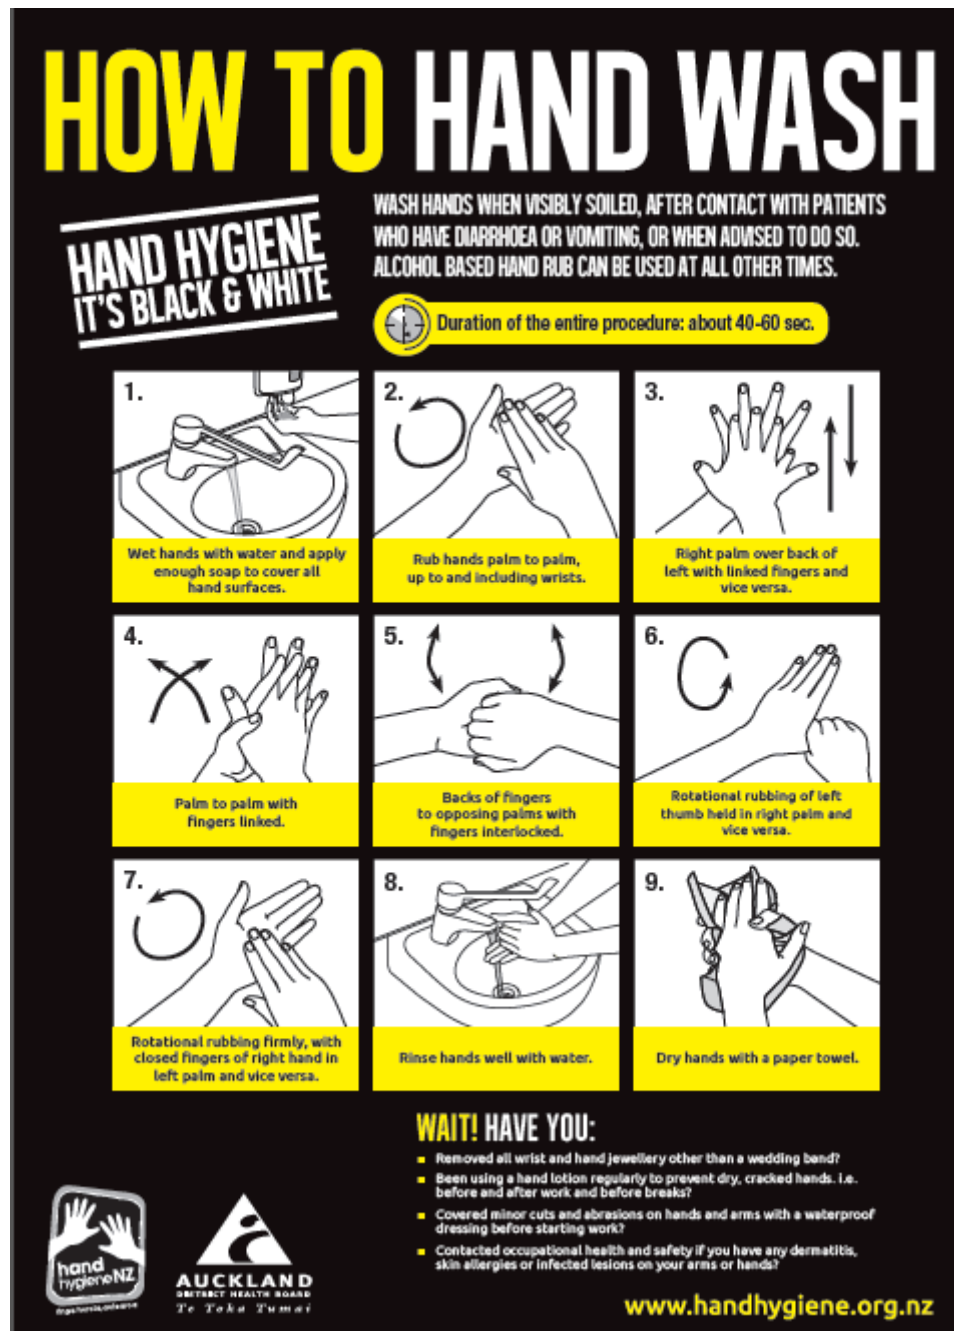 HOW TO HAND WASH
HAND HYGIENE
IT'S BLACK & WHITE
WASH HANDS WHEN VISIBLY SOILED, AFTER CONTACT WITH PATIENTS
WHO HAVE DIARRHOEA OR VOMITING, OR WHEN ADVISED TO DO SO.
ALCOHOL BASED HAND RUB CAN BE USED AT ALL OTHER TIMES.
Duration of the entire procedure: about 40-60 sec.
1.
Wet hands with water and apply
enough soap to cover all
hand surfaces.
2.
Rub hands palm to palm,
up to and including wrists.
3.
Right palm over back of
left with linked fingers and
vice versa.
4.
Palm to palm with
fingers linked.
5.
Backs of fingers
to opposing palms with
fingers interlocked.
6.
Rotational rubbing of left
thumb held in right palm and
vice versa.
7.
Rotational rubbing firmly, with
closed fingers of right hand in
left palm and vice versa.
8.
Rinse hands well with water.
9.
Dry hands with a paper towel.
WAIT! HAVE YOU:
Removed all wrist and hand jewellery other than a wedding band?
Been using a hand lotion regularly to prevent dry, cracked hands. i.e.
before and after work and before breaks?
Covered minor cuts and abrasions on hands and arms with a waterproof
dressing before starting work?
Contacted occupational health and safety if you have any dermatitis,
skin allergies or infected lesions on your arms or hands?
hand
hygieneNZ
AUCKLAND
DISTRICT HEALTH BOARD
Te Toka Tumai
www.handhygiene.org.nz